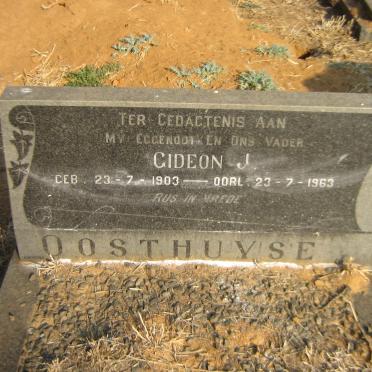 TER GEDAGTENIS AAN
MY EGGENOOT EN ONS VADER
GIDEON J.
GEB. 23-7-1903 — OORL. 23-7-1963
RUS IN VREDE
OOSTHUYSE